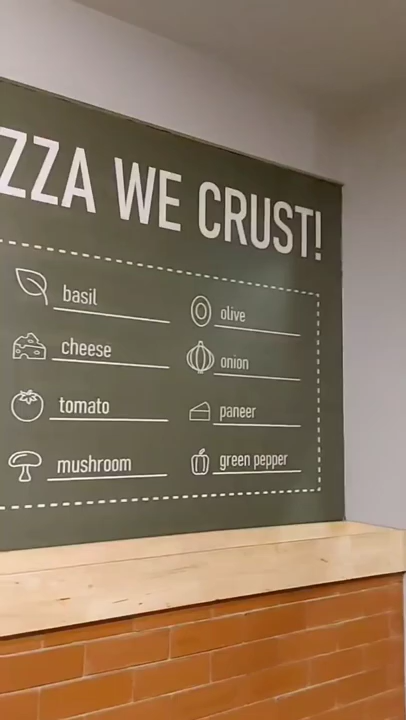 ZZA WE CRUST!
basil
olive
cheese
onion
tomato
paneer
mushroom
green pepper